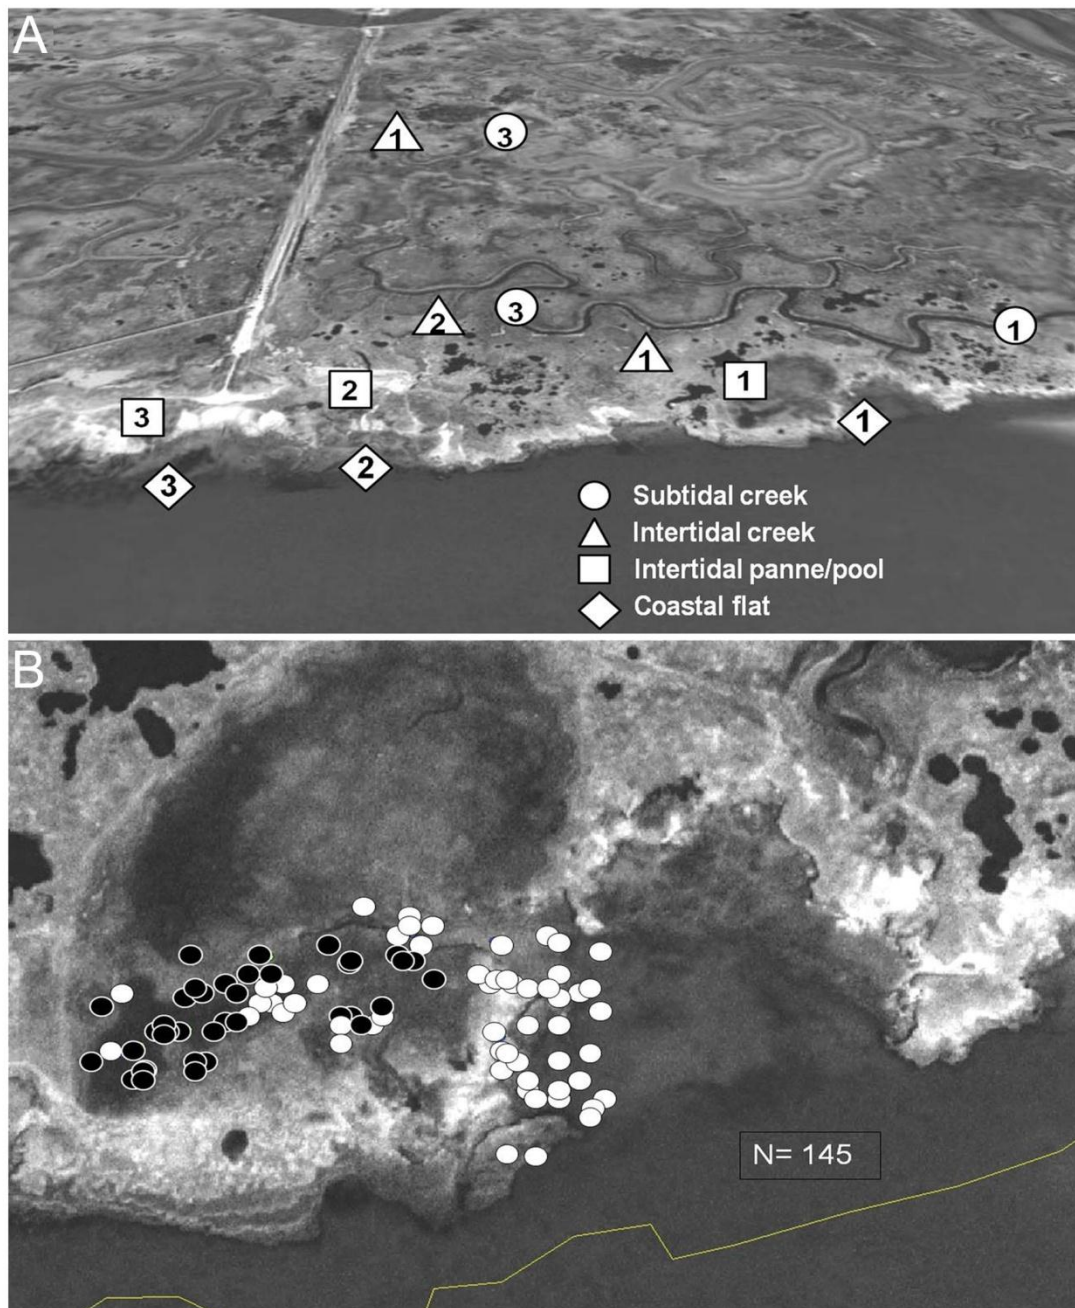 A
1
3
2
3
1
1
2
1
3
1
2
3
Subtidal creek
Intertidal creek
Intertidal panne/pool
Coastal flat
B
N= 145